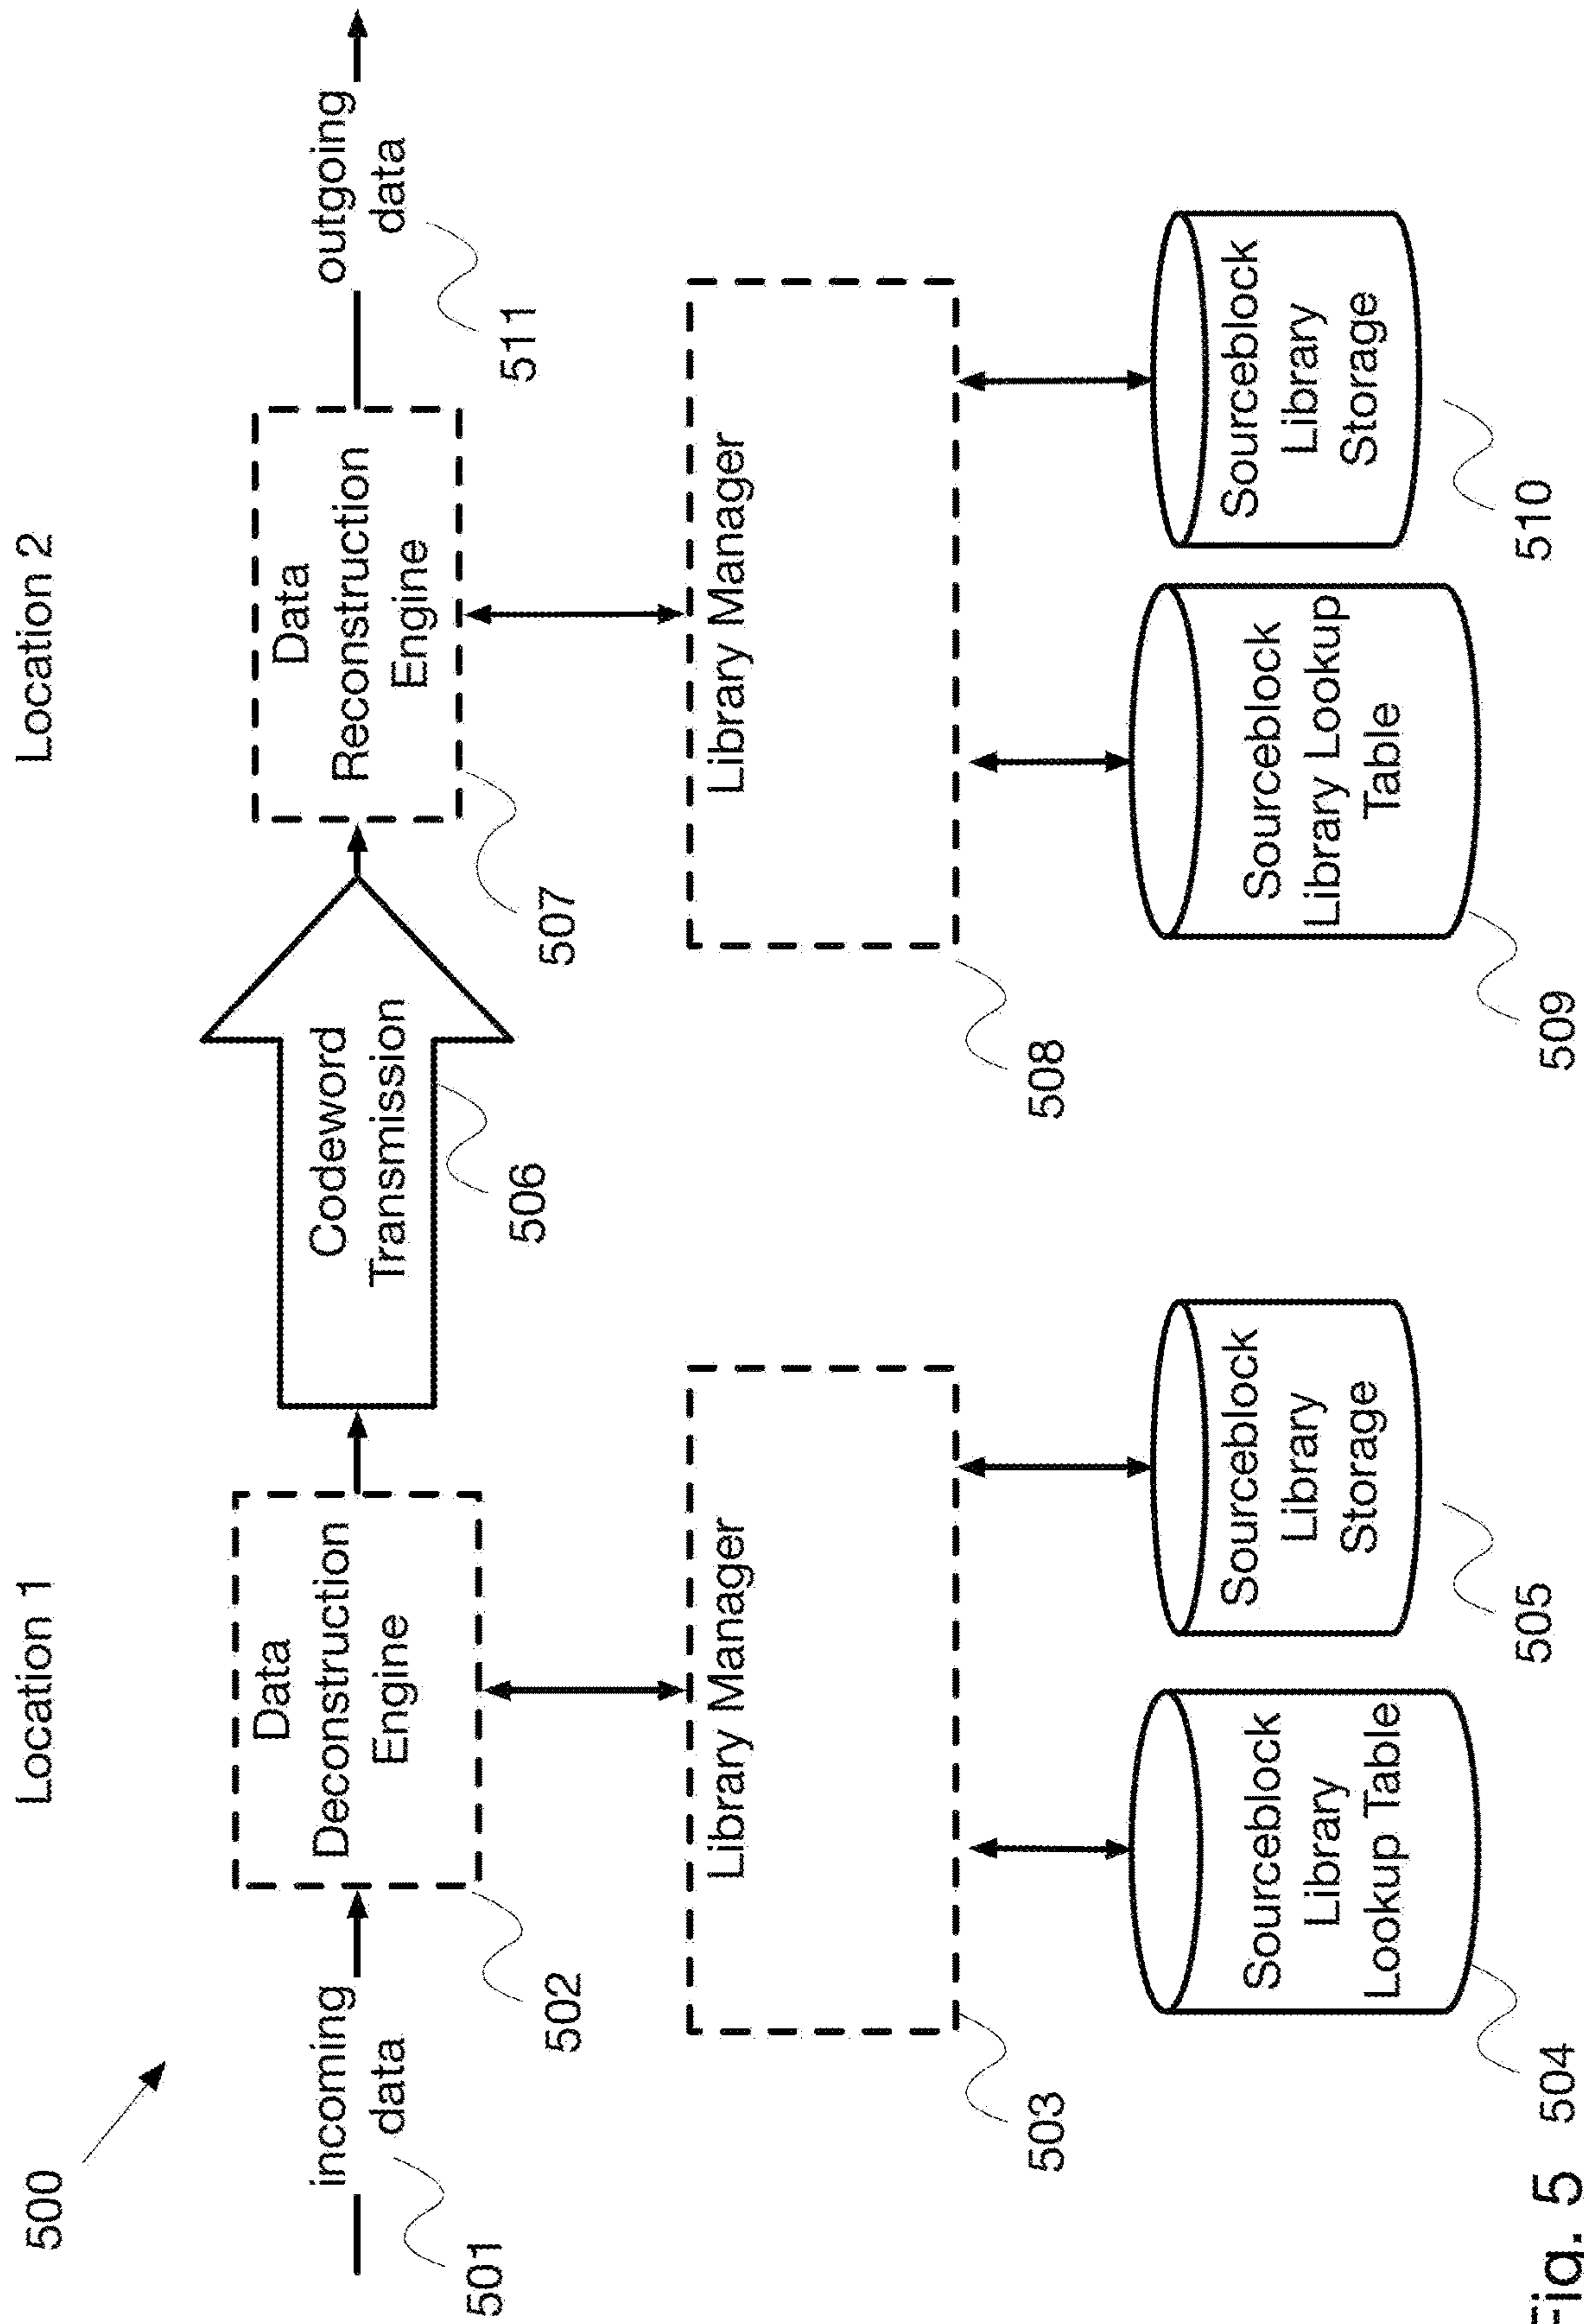 500
Location 1
Location 2
incoming
data
501
Data
Deconstruction
Engine
502
Codeword
Transmission
506
Data
Reconstruction
Engine
507
outgoing
data
511
Library Manager
503
Library Manager
508
Sourceblock
Library
Lookup Table
504
Sourceblock
Library
Storage
505
Sourceblock
Library Lookup
Table
509
Sourceblock
Library
Storage
510
Fig. 5